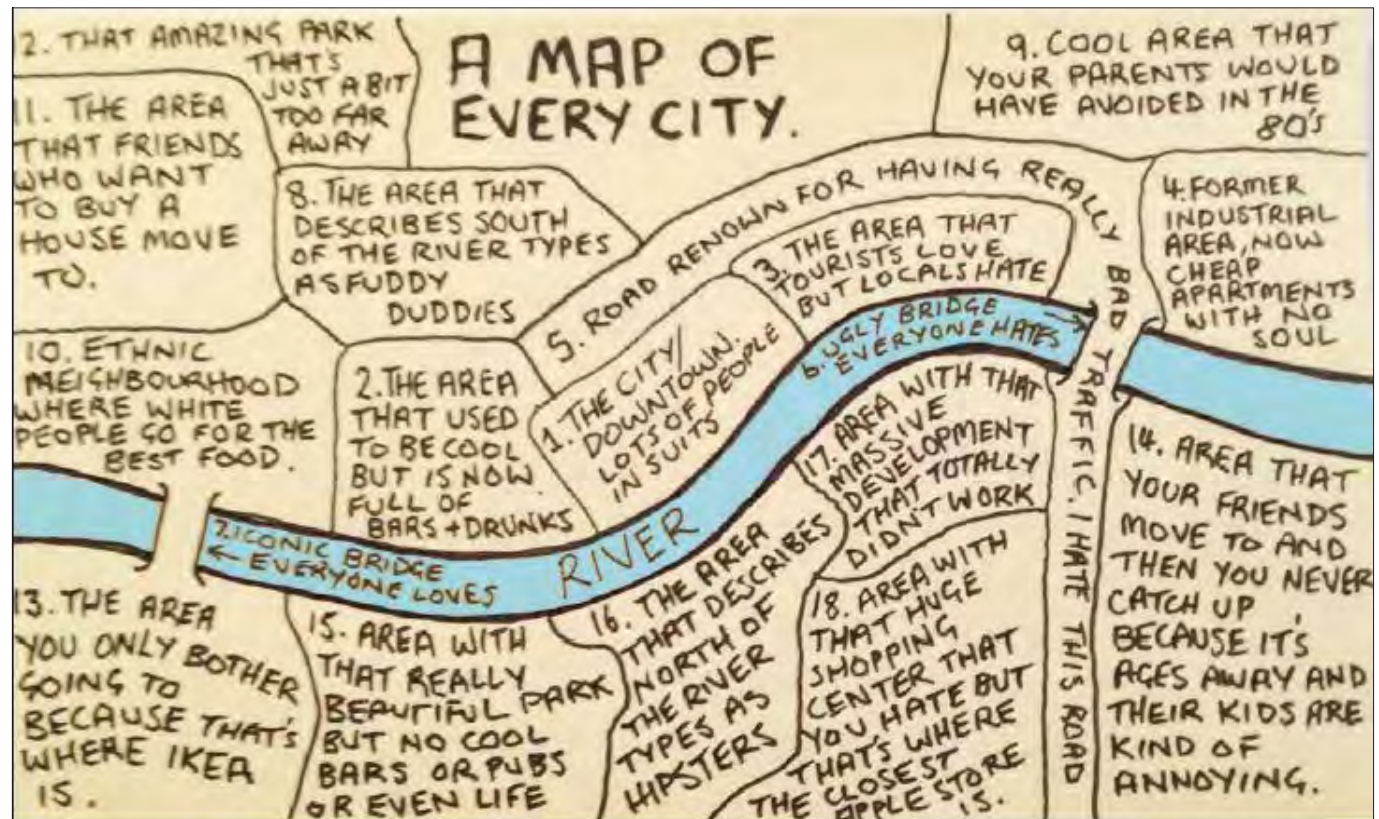 A MAP OF
EVERY CITY.
2. THAT AMAZING PARK
THAT'S
JUST A BIT
TOO FAR
AWAY
9. COOL AREA THAT
YOUR PARENTS WOULD
HAVE AVOIDED IN THE
80'S
11. THE AREA
THAT FRIENDS
WHO WANT
TO BUY A
HOUSE MOVE
TO.
8. THE AREA THAT
DESCRIBES SOUTH
OF THE RIVER TYPES
AS FUDDY
DUDDIES
5. ROAD RENOWN FOR HAVING REALLY BAD TRAFFIC. I HATE THIS ROAD
3. THE AREA THAT
TOURISTS LOVE
BUT LOCALS HATE
4. FORMER
INDUSTRIAL
AREA, NOW
CHEAP
APARTMENTS
WITH NO
SOUL
10. ETHNIC
NEIGHBOURHOOD
WHERE WHITE
PEOPLE GO FOR THE
BEST FOOD.
2. THE AREA
THAT USED
TO BE COOL
BUT IS NOW
FULL OF
BARS + DRUNKS
1. THE CITY/
DOWNTOWN.
LOTS OF PEOPLE
IN SUITS
6. UGLY BRIDGE
EVERYONE HATES
7. ICONIC BRIDGE
EVERYONE LOVES
RIVER
17. AREA WITH THAT
MASSIVE
DEVELOPMENT
THAT TOTALLY
DIDN'T WORK
14. AREA THAT
YOUR FRIENDS
MOVE TO AND
THEN YOU NEVER
CATCH UP
BECAUSE IT'S
AGES AWAY AND
THEIR KIDS ARE
KIND OF
ANNOYING.
13. THE AREA
YOU ONLY BOTHER
GOING TO
BECAUSE THAT'S
WHERE IKEA
IS.
15. AREA WITH
THAT REALLY
BEAUTIFUL PARK
BUT NO COOL
BARS OR PUBS
OR EVEN LIFE
16. THE AREA
THAT DESCRIBES
NORTH OF
THE RIVER
TYPES AS
HIPSTERS
18. AREA WITH
THAT HUGE
SHOPPING
CENTER THAT
YOU HATE BUT
THAT'S WHERE
THE CLOSEST
APPLE STORE
IS.